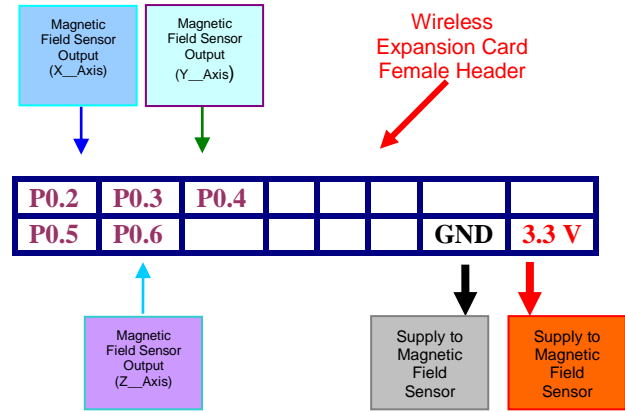 Magnetic
Field Sensor
Output
(X__Axis)
Magnetic
Field Sensor
Output
(Y__Axis)
Wireless
Expansion Card
Female Header
P0.2 P0.3 P0.4
P0.5 P0.6 GND 3.3 V
Magnetic
Field Sensor
Output
(Z__Axis)
Supply to
Magnetic
Field
Sensor
Supply to
Magnetic
Field
Sensor